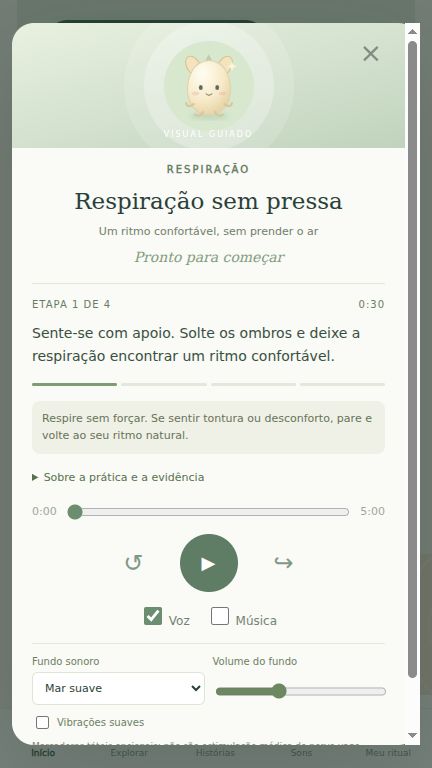 VISUAL GUIADO
RESPIRAÇÃO
Respiração sem pressa
Um ritmo confortável, sem prender o ar
Pronto para começar
ETAPA 1 DE 4
0:30
Sente-se com apoio. Solte os ombros e deixe a
respiração encontrar um ritmo confortável.
Respire sem forçar. Se sentir tontura ou desconforto, pare e
volte ao seu ritmo natural.
Sobre a prática e a evidência
0:00
5:00
Voz
Música
Fundo sonoro
Volume do fundo
Mar suave
Vibrações suaves
Início
Explorar
Histórias
Sons
Meu ritual